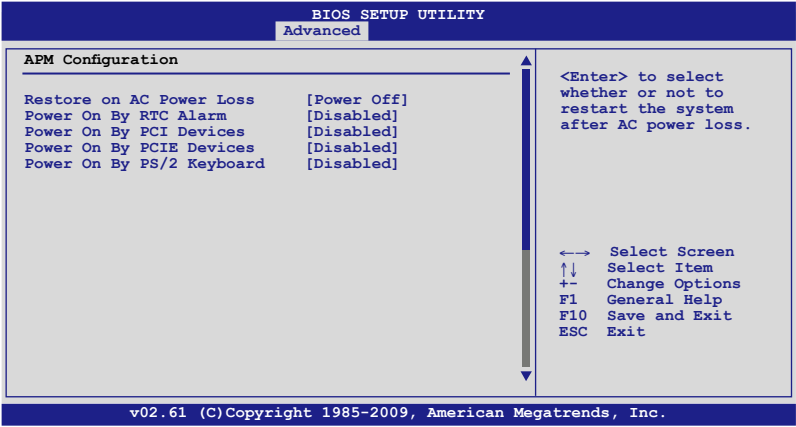 BIOS SETUP UTILITY
Advanced
APM Configuration
Restore on AC Power Loss [Power Off]
Power On By RTC Alarm [Disabled]
Power On By PCI Devices [Disabled]
Power On By PCIE Devices [Disabled]
Power On By PS/2 Keyboard [Disabled]
<Enter> to select
whether or not to
restart the system
after AC power loss.
←→ Select Screen
↑↓ Select Item
+- Change Options
F1 General Help
F10 Save and Exit
ESC Exit
v02.61 (C)Copyright 1985-2009, American Megatrends, Inc.